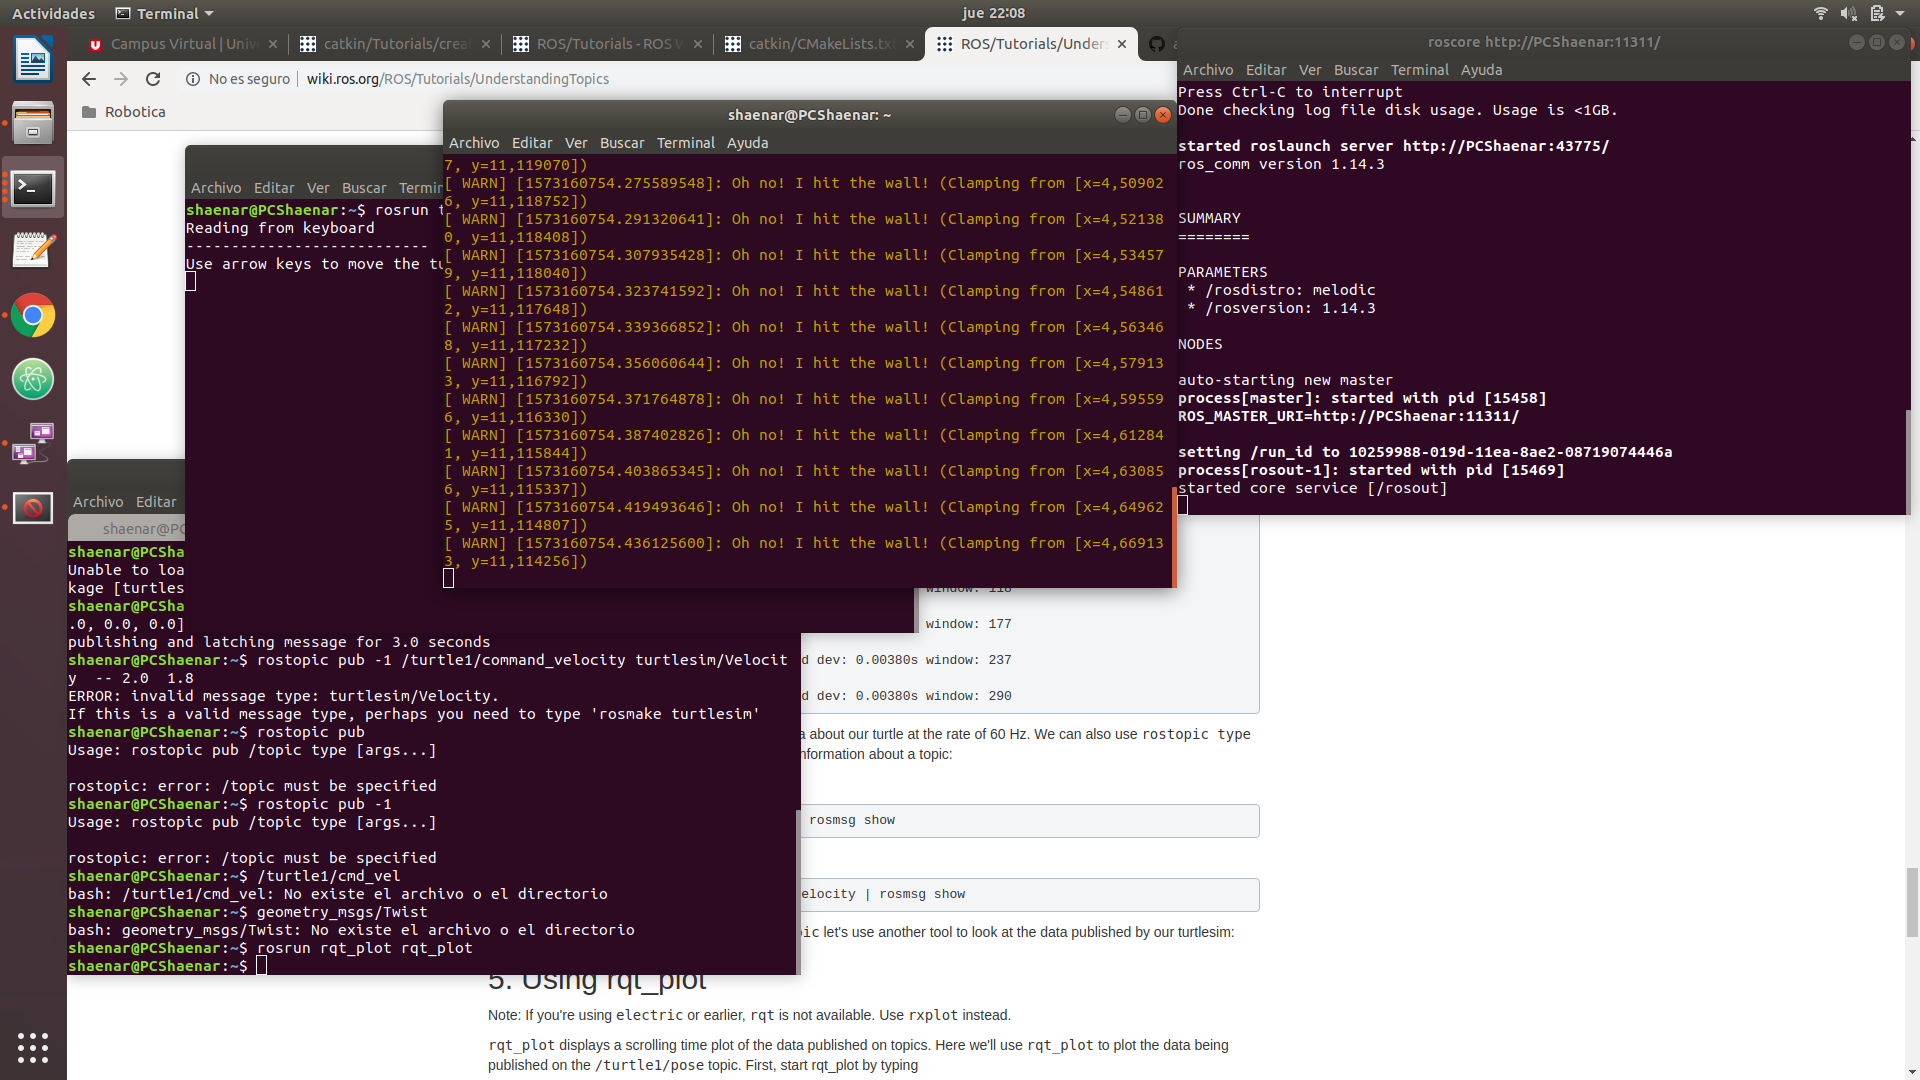 Actividades
Terminal
jue 22:08
Campus Virtual | Univ
catkin/Tutorials/crea
ROS/Tutorials - ROS W
catkin/CMakeLists.tx
ROS/Tutorials/Under
No es seguro
wiki.ros.org/ROS/Tutorials/UnderstandingTopics
Robotica
roscore http://PCShaenar:11311/
Archivo Editar Ver Buscar Terminal Ayuda
Press Ctrl-C to interrupt
Done checking log file disk usage. Usage is <1GB.
started roslaunch server http://PCShaenar:43775/
ros_comm version 1.14.3
SUMMARY
========
PARAMETERS
* /rosdistro: melodic
* /rosversion: 1.14.3
NODES
auto-starting new master
process[master]: started with pid [15458]
ROS_MASTER_URI=http://PCShaenar:11311/
setting /run_id to 10259988-019d-11ea-8ae2-08719074446a
process[rosout-1]: started with pid [15469]
started core service [/rosout]
shaenar@PCShaenar: ~
Archivo Editar Ver Buscar Terminal Ayuda
7, y=11,119070])
[ WARN] [1573160754.275589548]: Oh no! I hit the wall! (Clamping from [x=4,50902
6, y=11,118752])
[ WARN] [1573160754.291320641]: Oh no! I hit the wall! (Clamping from [x=4,52138
0, y=11,118408])
[ WARN] [1573160754.307935428]: Oh no! I hit the wall! (Clamping from [x=4,53457
9, y=11,118040])
[ WARN] [1573160754.323741592]: Oh no! I hit the wall! (Clamping from [x=4,54861
2, y=11,117648])
[ WARN] [1573160754.339366852]: Oh no! I hit the wall! (Clamping from [x=4,56346
8, y=11,117232])
[ WARN] [1573160754.356060644]: Oh no! I hit the wall! (Clamping from [x=4,57913
3, y=11,116792])
[ WARN] [1573160754.371764878]: Oh no! I hit the wall! (Clamping from [x=4,59559
6, y=11,116330])
[ WARN] [1573160754.387402826]: Oh no! I hit the wall! (Clamping from [x=4,61284
1, y=11,115844])
[ WARN] [1573160754.403865345]: Oh no! I hit the wall! (Clamping from [x=4,63085
6, y=11,115337])
[ WARN] [1573160754.419493646]: Oh no! I hit the wall! (Clamping from [x=4,64962
5, y=11,114807])
[ WARN] [1573160754.436125600]: Oh no! I hit the wall! (Clamping from [x=4,66913
3, y=11,114256])
Archivo Editar Ver Buscar Termin
shaenar@PCShaenar:~$ rosrun t
Reading from keyboard
---------------------------
Use arrow keys to move the tu
Archivo Editar
shaenar@PC
shaenar@PCSha
Unable to loa
kage [turtles
shaenar@PCSha
.0, 0.0, 0.0]
publishing and latching message for 3.0 seconds
shaenar@PCShaenar:~$ rostopic pub -1 /turtle1/command_velocity turtlesim/Velocit
y  -- 2.0  1.8
ERROR: invalid message type: turtlesim/Velocity.
If this is a valid message type, perhaps you need to type 'rosmake turtlesim'
shaenar@PCShaenar:~$ rostopic pub
Usage: rostopic pub /topic type [args...]
rostopic: error: /topic must be specified
shaenar@PCShaenar:~$ rostopic pub -1
Usage: rostopic pub /topic type [args...]
rostopic: error: /topic must be specified
shaenar@PCShaenar:~$ /turtle1/cmd_vel
bash: /turtle1/cmd_vel: No existe el archivo o el directorio
shaenar@PCShaenar:~$ geometry_msgs/Twist
bash: geometry_msgs/Twist: No existe el archivo o el directorio
shaenar@PCShaenar:~$ rosrun rqt_plot rqt_plot
shaenar@PCShaenar:~$
window: 118
window: 177
d dev: 0.00380s window: 237
d dev: 0.00380s window: 290
a about our turtle at the rate of 60 Hz. We can also use rostopic type
nformation about a topic:
rosmsg show
elocity | rosmsg show
ic let's use another tool to look at the data published by our turtlesim:
5. Using rqt_plot
Note: If you're using electric or earlier, rqt is not available. Use rxplot instead.
rqt_plot displays a scrolling time plot of the data published on topics. Here we'll use rqt_plot to plot the data being
published on the /turtle1/pose topic. First, start rqt_plot by typing